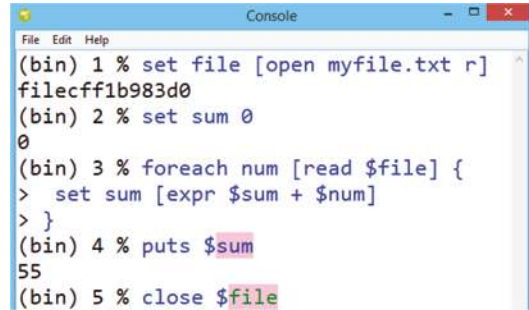 Console
File Edit Help
(bin) 1 % set file [open myfile.txt r]
filecff1b983d0
(bin) 2 % set sum 0
0
(bin) 3 % foreach num [read $file] {
>  set sum [expr $sum + $num]
> }
(bin) 4 % puts $sum
55
(bin) 5 % close $file